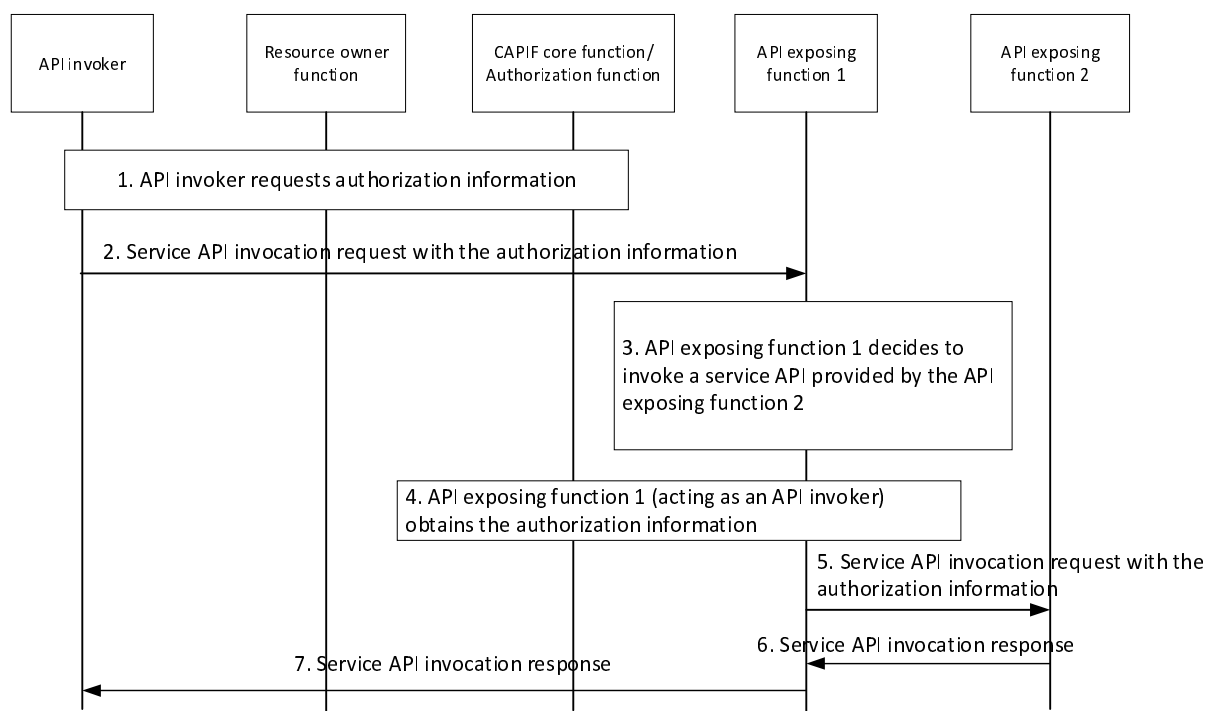 API invoker
Resource owner
function
CAPIF core function/
Authorization function
API exposing
function 1
API exposing
function 2
1. API invoker requests authorization information
2. Service API invocation request with the authorization information
3. API exposing function 1 decides to
invoke a service API provided by the API
exposing function 2
4. API exposing function 1 (acting as an API invoker)
obtains the authorization information
5. Service API invocation request with the
authorization information
6. Service API invocation response
7. Service API invocation response